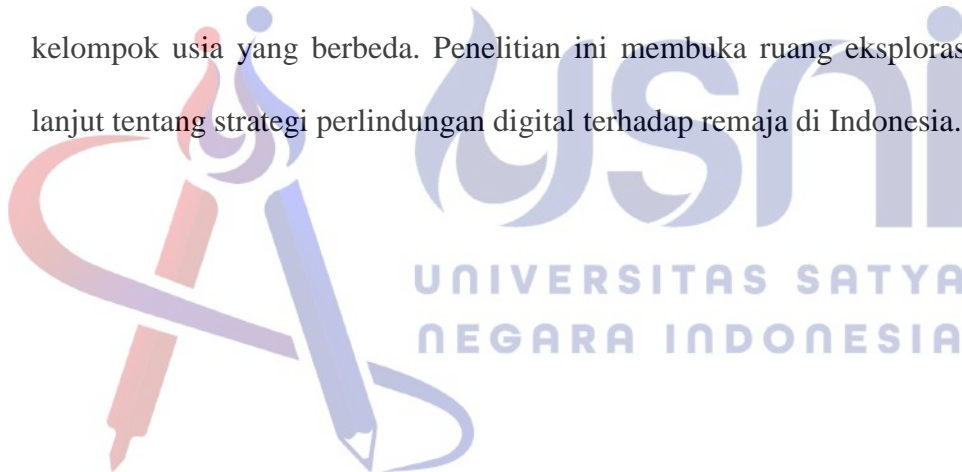 kelompok usia yang berbeda. Penelitian ini membuka ruang eksploras
lanjut tentang strategi perlindungan digital terhadap remaja di Indonesia.
usni
UNIVERSITAS SATYA
NEGARA INDONESIA